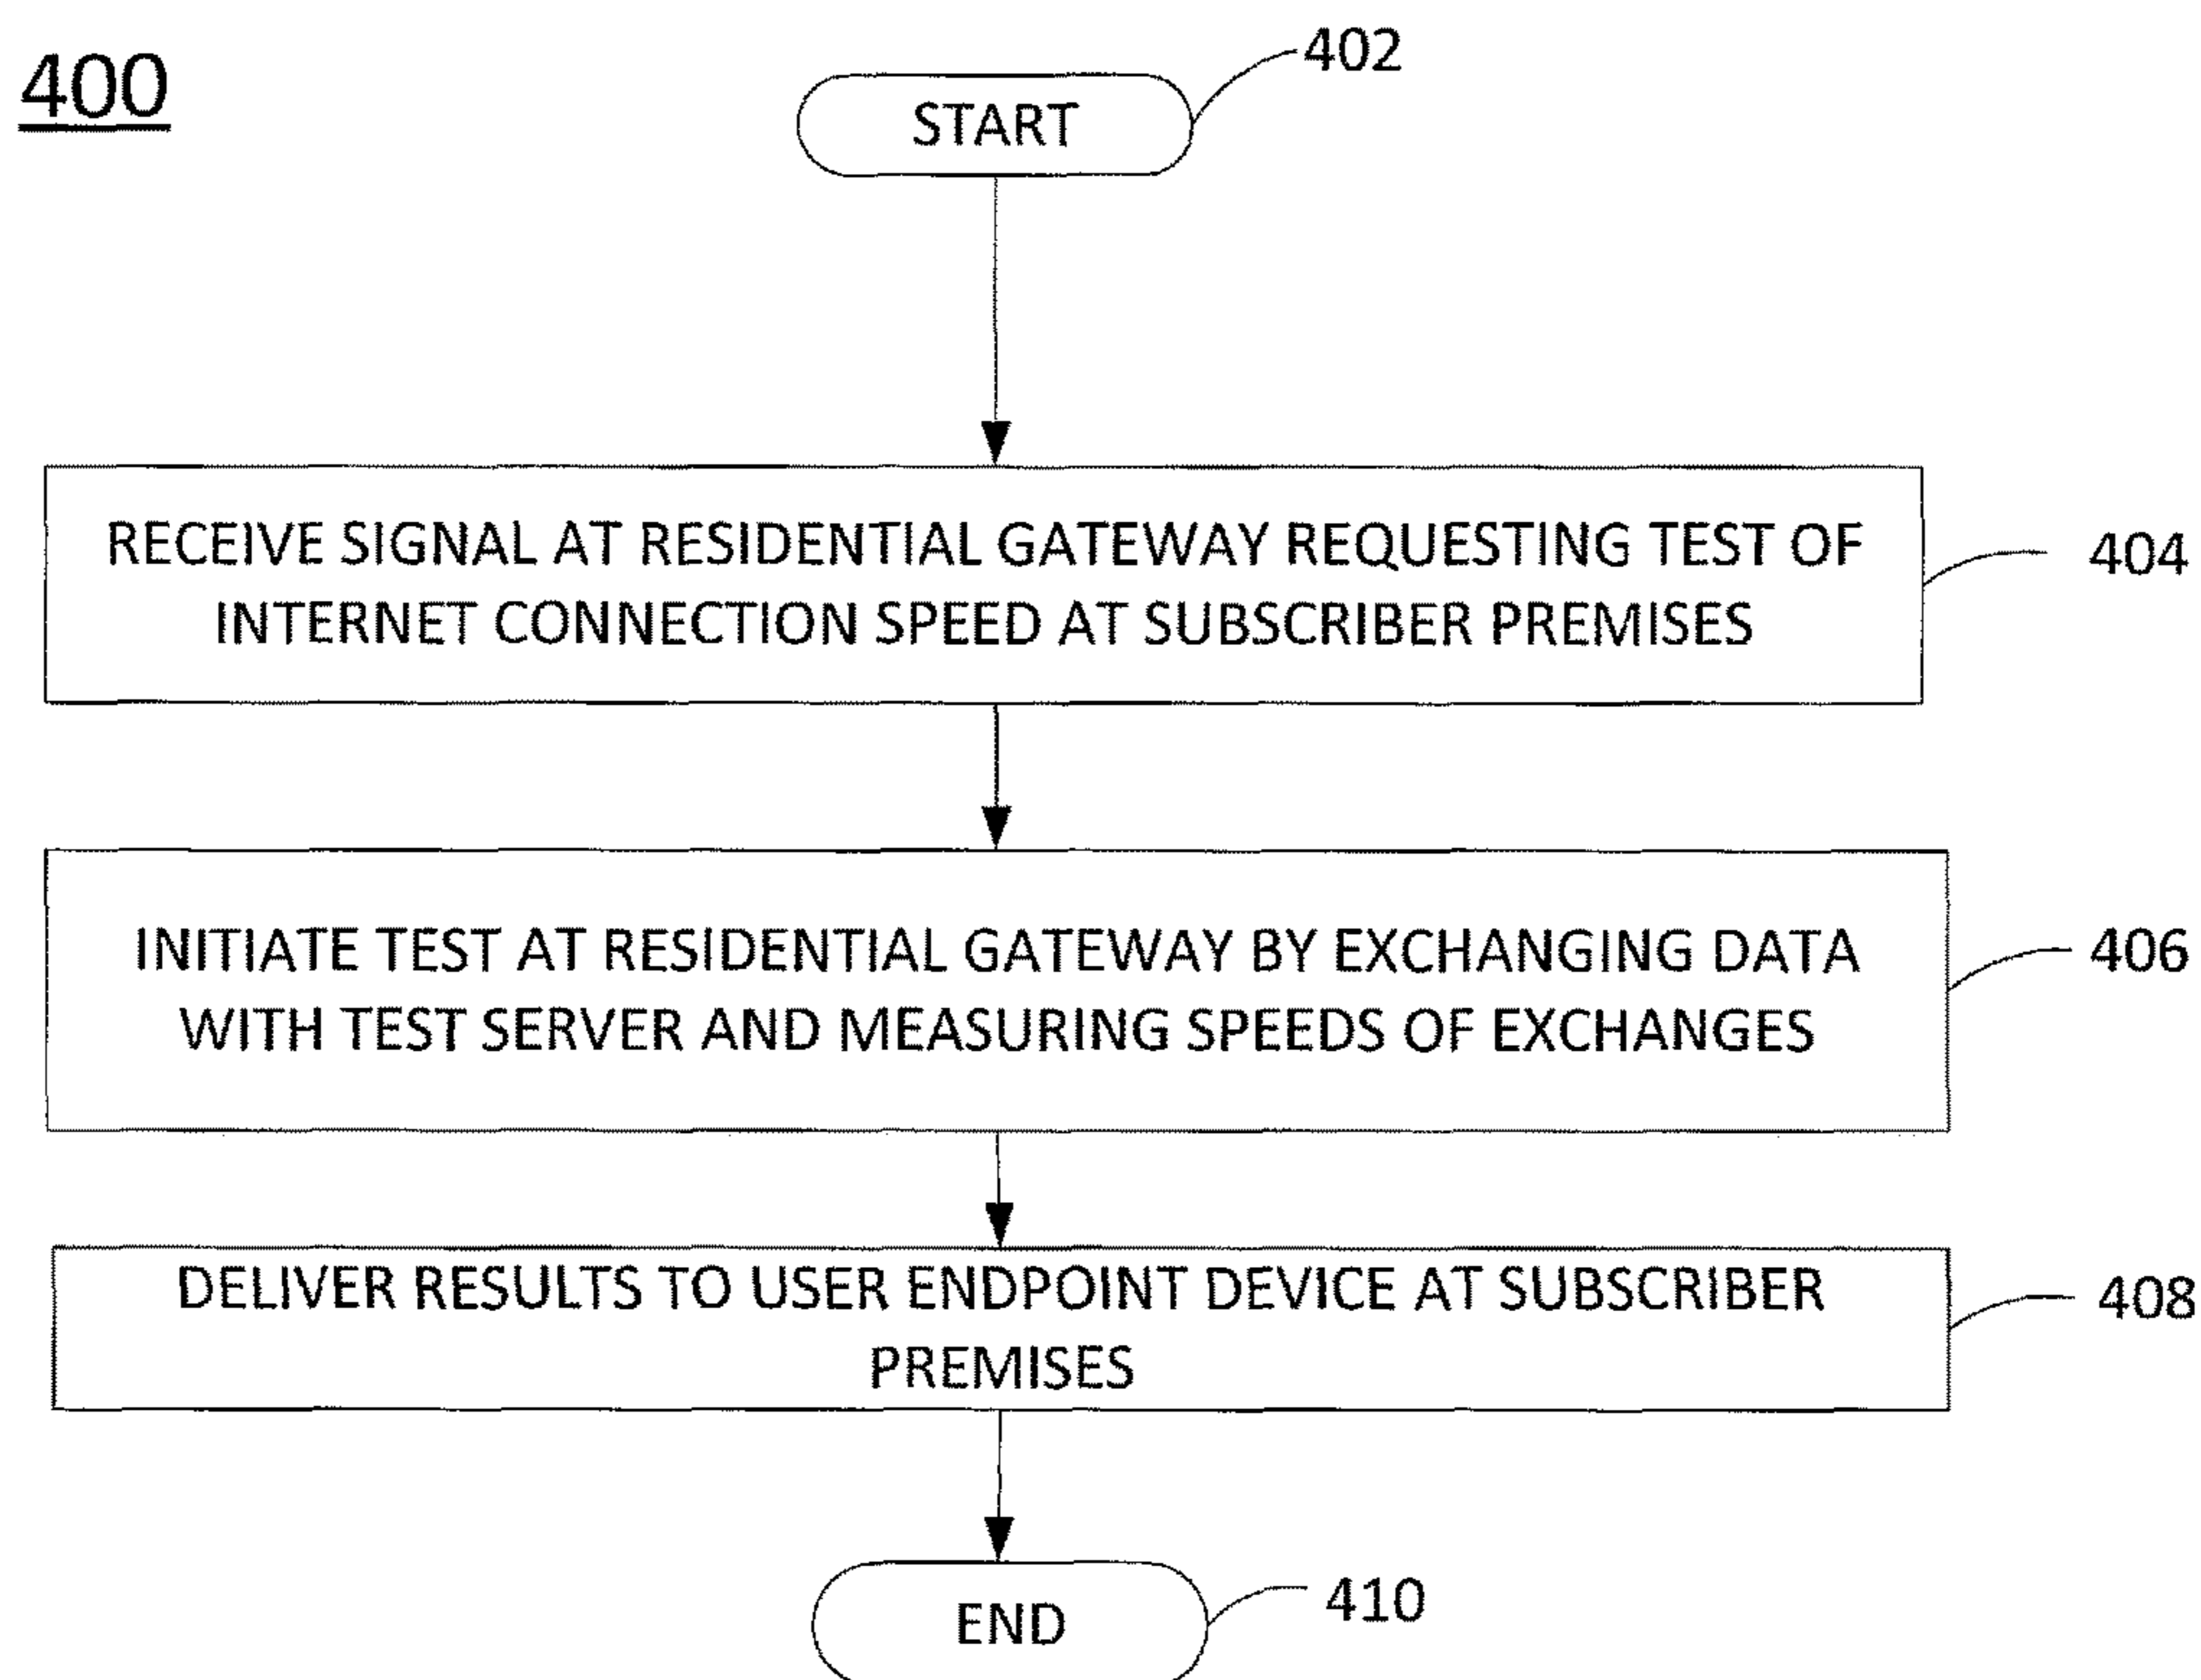 400
402
START
RECEIVE SIGNAL AT RESIDENTIAL GATEWAY REQUESTING TEST OF
INTERNET CONNECTION SPEED AT SUBSCRIBER PREMISES
404
INITIATE TEST AT RESIDENTIAL GATEWAY BY EXCHANGING DATA
WITH TEST SERVER AND MEASURING SPEEDS OF EXCHANGES
406
DELIVER RESULTS TO USER ENDPOINT DEVICE AT SUBSCRIBER
PREMISES
408
END
410